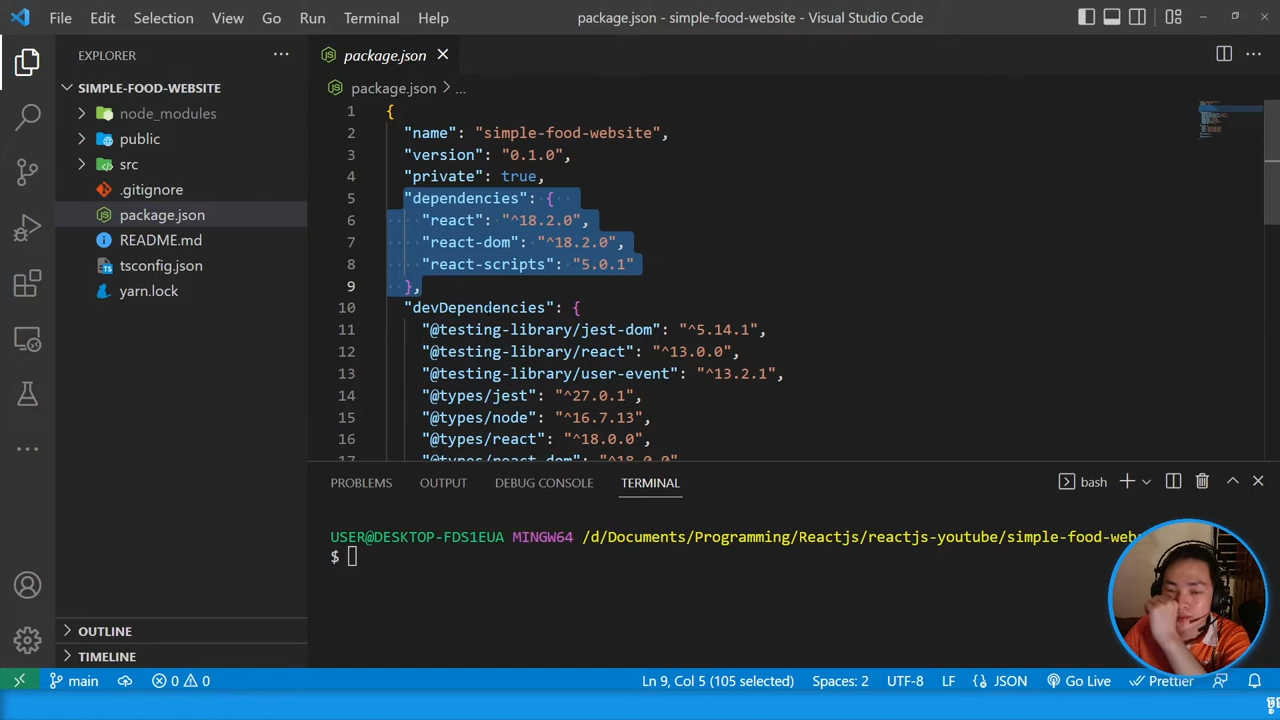 File Edit Selection View Go Run Terminal Help
package.json - simple-food-website - Visual Studio Code
EXPLORER
SIMPLE-FOOD-WEBSITE
node_modules
public
src
.gitignore
package.json
README.md
tsconfig.json
yarn.lock
OUTLINE
TIMELINE
package.json
package.json > ...
1 {
2 "name": "simple-food-website",
3 "version": "0.1.0",
4 "private": true,
5 "dependencies": {
6 "react": "^18.2.0",
7 "react-dom": "^18.2.0",
8 "react-scripts": "5.0.1"
9 },
10 "devDependencies": {
11 "@testing-library/jest-dom": "^5.14.1",
12 "@testing-library/react": "^13.0.0",
13 "@testing-library/user-event": "^13.2.1",
14 "@types/jest": "^27.0.1",
15 "@types/node": "^16.7.13",
16 "@types/react": "^18.0.0",
17 "@types/react-dom": "^18.0.0"
PROBLEMS OUTPUT DEBUG CONSOLE TERMINAL
bash
USER@DESKTOP-FDS1EUA MINGW64 /d/Documents/Programming/Reactjs/reactjs-youtube/simple-food-web
$
main 0 0 Ln 9, Col 5 (105 selected) Spaces: 2 UTF-8 LF {} JSON Go Live Prettier